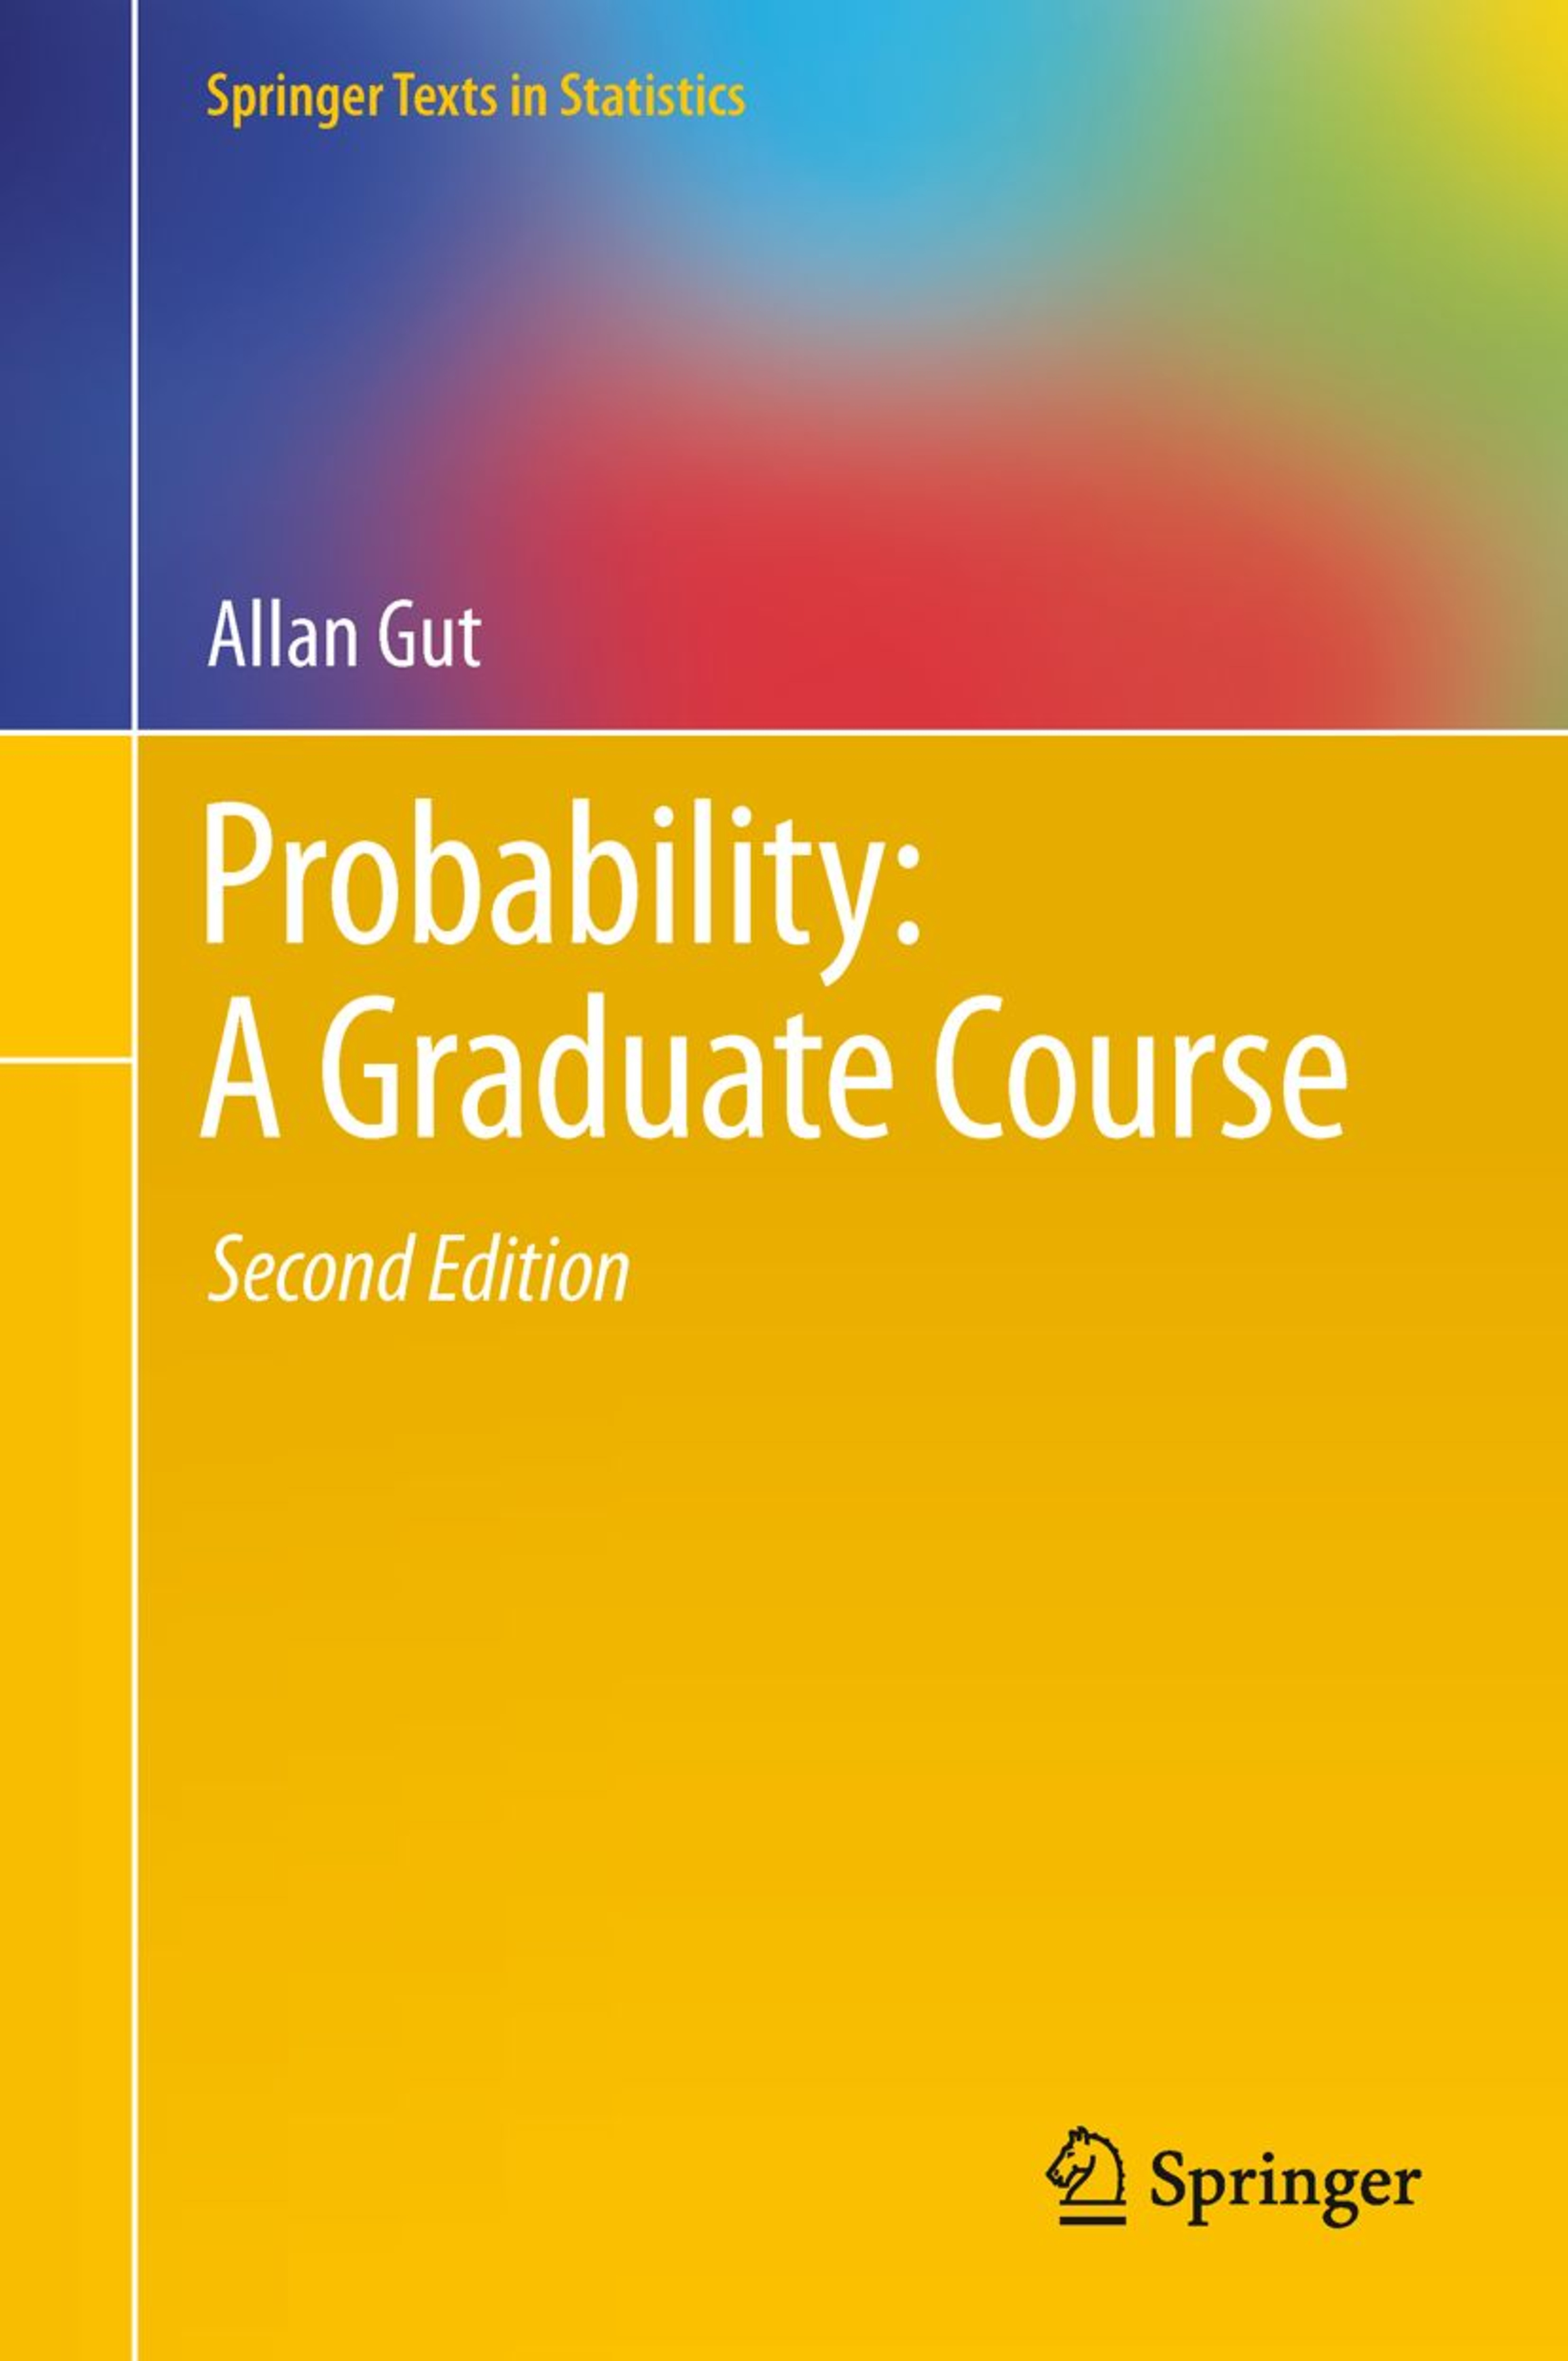 Springer Texts in Statistics
Allan Gut
Probability:
A Graduate Course
Second Edition
Springer